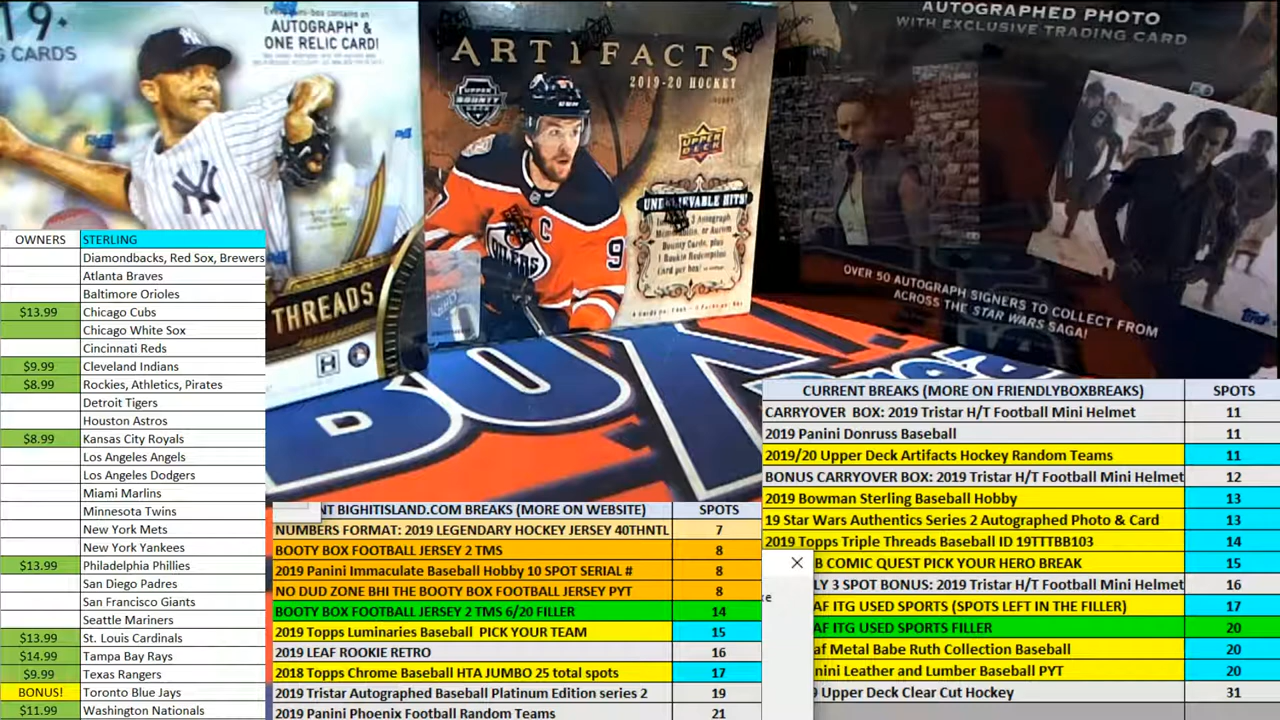 19
G CARDS
AUTOGRAPH &
ONE RELIC CARD!
NY
THREADS
ARTIFACTS
2019-20 HOCKEY
UPPER
BOUNTY
DECK
UPPER
DECK
UNBELIEVABLE HITS!
C
9
OILERS
AUTOGRAPHED PHOTO
WITH EXCLUSIVE TRADING CARD
OVER 50 AUTOGRAPH SIGNERS TO COLLECT FROM
ACROSS THE STAR WARS SAGA!
topps
BOX
OWNERS STERLING
Diamondbacks, Red Sox, Brewers
Atlanta Braves
Baltimore Orioles
$13.99 Chicago Cubs
Chicago White Sox
Cincinnati Reds
$9.99 Cleveland Indians
$8.99 Rockies, Athletics, Pirates
Detroit Tigers
Houston Astros
$8.99 Kansas City Royals
Los Angeles Angels
Los Angeles Dodgers
Miami Marlins
Minnesota Twins
New York Mets
New York Yankees
$13.99 Philadelphia Phillies
San Diego Padres
San Francisco Giants
Seattle Mariners
$13.99 St. Louis Cardinals
$14.99 Tampa Bay Rays
$9.99 Texas Rangers
BONUS! Toronto Blue Jays
$11.99 Washington Nationals
NT BIGHITISLAND.COM BREAKS (MORE ON WEBSITE) SPOTS
NUMBERS FORMAT: 2019 LEGENDARY HOCKEY JERSEY 40THNTL 7
BOOTY BOX FOOTBALL JERSEY 2 TMS 8
2019 Panini Immaculate Baseball Hobby 10 SPOT SERIAL # 8
NO DUD ZONE BHI THE BOOTY BOX FOOTBALL JERSEY PYT 8
BOOTY BOX FOOTBALL JERSEY 2 TMS 6/20 FILLER 14
2019 Topps Luminaries Baseball PICK YOUR TEAM 15
2019 LEAF ROOKIE RETRO 16
2018 Topps Chrome Baseball HTA JUMBO 25 total spots 17
2019 Tristar Autographed Baseball Platinum Edition series 2 19
2019 Panini Phoenix Football Random Teams 21
CURRENT BREAKS (MORE ON FRIENDLYBOXBREAKS) SPOTS
CARRYOVER BOX: 2019 Tristar H/T Football Mini Helmet 11
2019 Panini Donruss Baseball 11
2019/20 Upper Deck Artifacts Hockey Random Teams 11
BONUS CARRYOVER BOX: 2019 Tristar H/T Football Mini Helmet 12
2019 Bowman Sterling Baseball Hobby 13
19 Star Wars Authentics Series 2 Autographed Photo & Card 13
2019 Topps Triple Threads Baseball ID 19TTTBB103 14
B COMIC QUEST PICK YOUR HERO BREAK 15
LY 3 SPOT BONUS: 2019 Tristar H/T Football Mini Helmet 16
AF ITG USED SPORTS (SPOTS LEFT IN THE FILLER) 17
AF ITG USED SPORTS FILLER 20
af Metal Babe Ruth Collection Baseball 20
nini Leather and Lumber Baseball PYT 20
9 Upper Deck Clear Cut Hockey 31
re